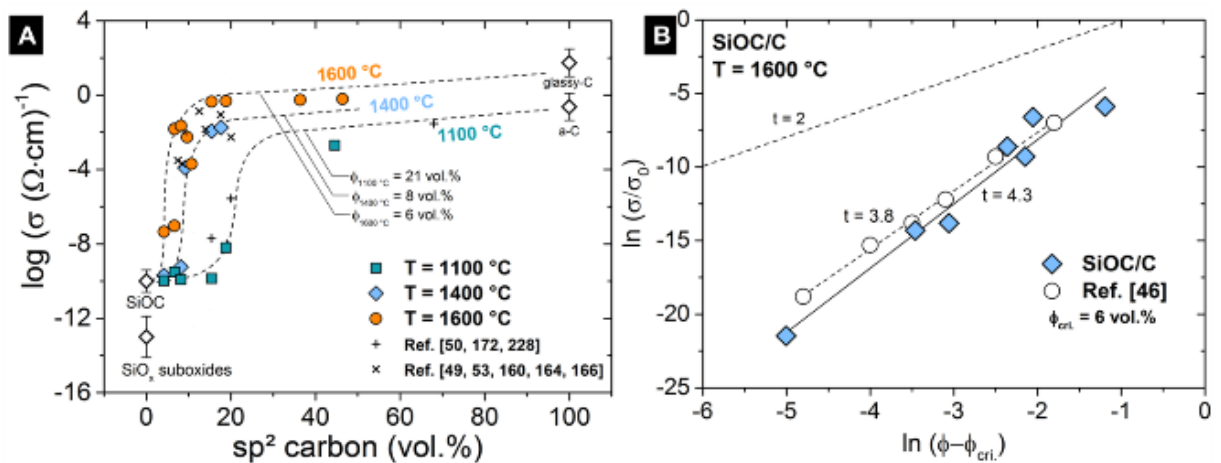 A
log (σ (Ω·cm)⁻¹)
4
0
-4
-8
-12
-16
1600 °C
1400 °C
1100 °C
glassy-C
a-C
ϕ1100 °C = 21 vol.%
ϕ1400 °C = 8 vol.%
ϕ1600 °C = 6 vol.%
SiOC
SiOₓ suboxides
T = 1100 °C
T = 1400 °C
T = 1600 °C
Ref. [50, 172, 228]
Ref. [49, 53, 160, 164, 166]
0 20 40 60 80 100
sp² carbon (vol.%)
B
ln (σ/σ₀)
0
-5
-10
-15
-20
-25
SiOC/C
T = 1600 °C
t = 2
t = 3.8
t = 4.3
SiOC/C
Ref. [46]
ϕcri. = 6 vol.%
-6 -5 -4 -3 -2 -1 0
ln (ϕ–ϕcri.)